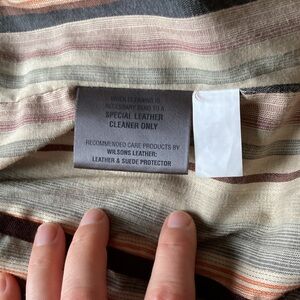 WHEN CLEANING IS
NECESSARY SEND TO A
SPECIAL LEATHER
CLEANER ONLY
RECOMMENDED CARE PRODUCTS BY
WILSONS LEATHER:
LEATHER & SUEDE PROTECTOR